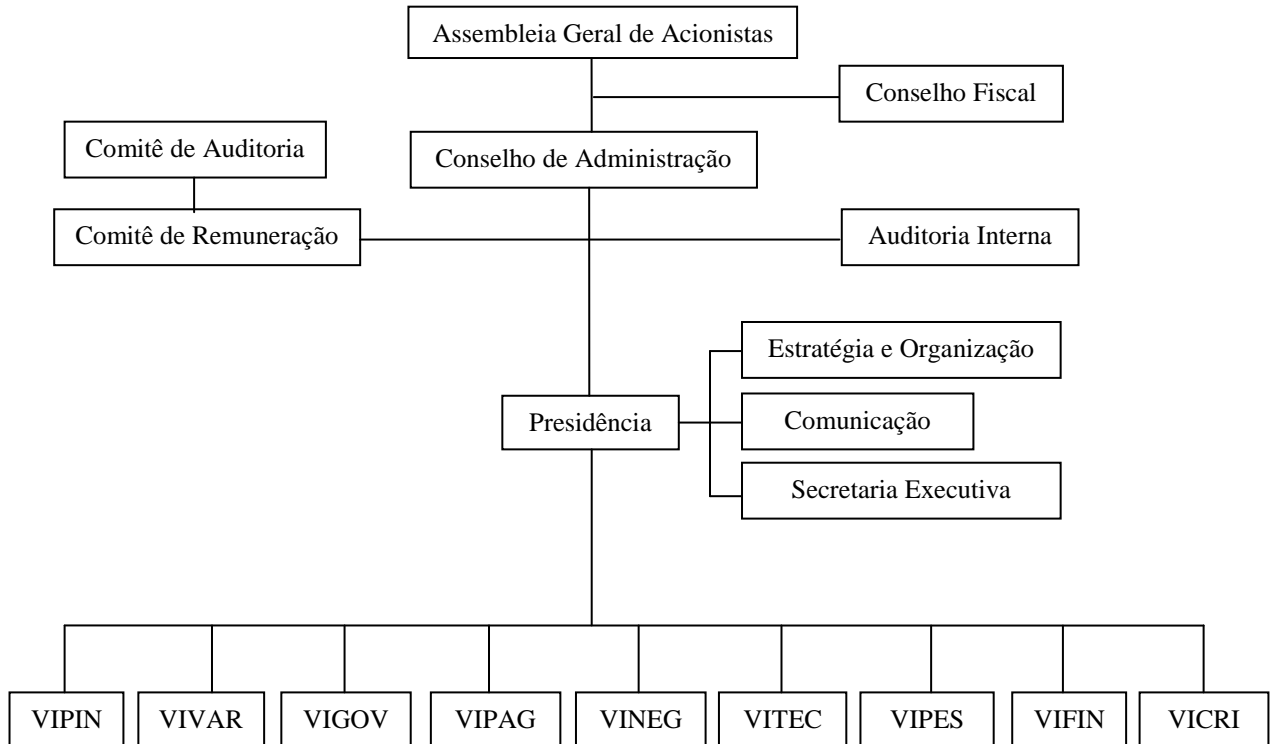 Assembleia Geral de Acionistas
Conselho Fiscal
Comitê de Auditoria
Conselho de Administração
Comitê de Remuneração
Auditoria Interna
Estratégia e Organização
Presidência
Comunicação
Secretaria Executiva
VIPIN
VIVAR
VIGOV
VIPAG
VINEG
VITEC
VIPES
VIFIN
VICRI